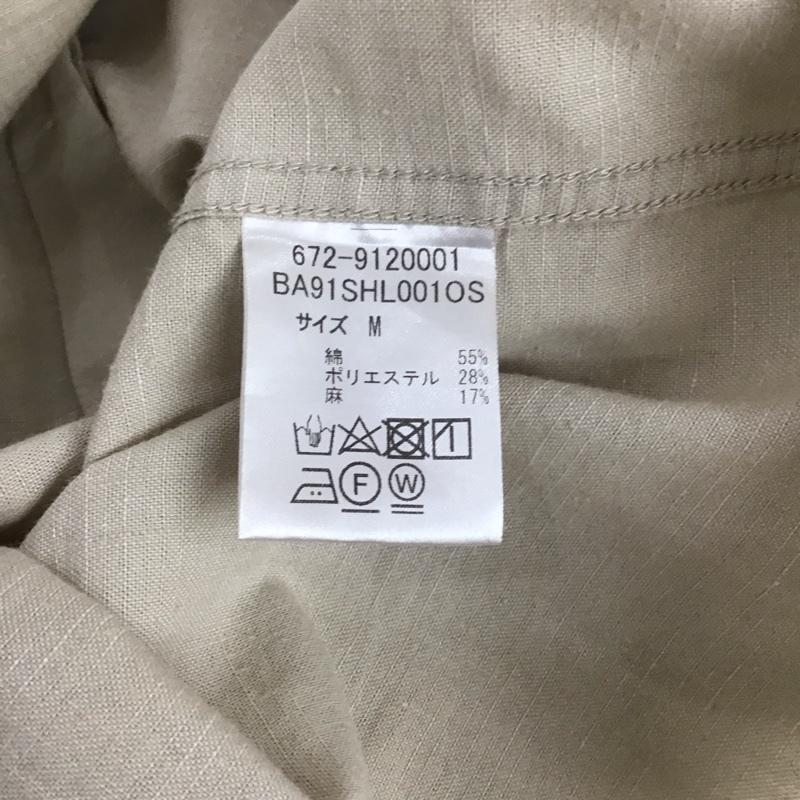 672-9120001
BA91SHL001OS
サイズ M
綿 55%
ポリエステル 28%
麻 17%
F W